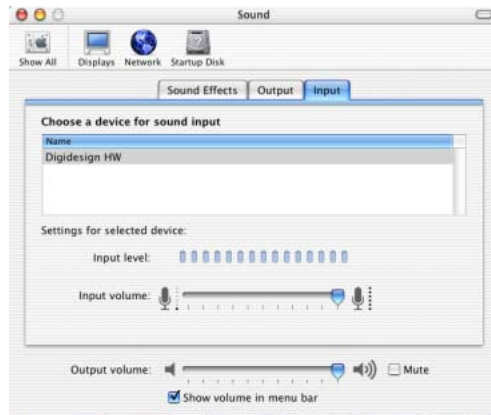 Sound
Show All Displays Network Startup Disk
Sound Effects Output Input
Choose a device for sound input
Name
Digidesign HW
Settings for selected device:
Input level:
Input volume:
Output volume: Mute
Show volume in menu bar